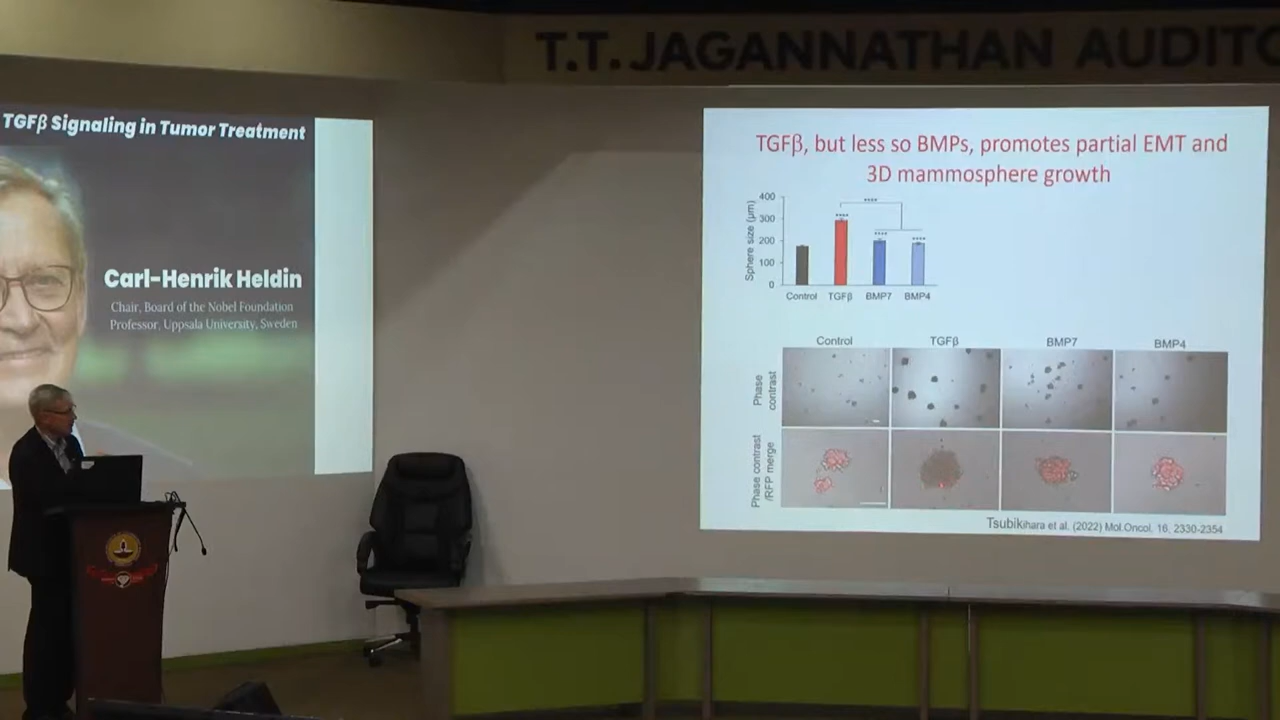 T.T. JAGANNATHAN AUDITO
TGFβ Signaling in Tumor Treatment
Carl-Henrik Heldin
Chair, Board of the Nobel Foundation
Professor, Uppsala University, Sweden
TGFβ, but less so BMPs, promotes partial EMT and
3D mammosphere growth
Sphere size (µm)
400
300
200
100
0
****
****
****
****
Control TGFβ BMP7 BMP4
Control TGFβ BMP7 BMP4
Phase
contrast
Phase contrast
/RFP merge
Tsubikihara et al. (2022) Mol.Oncol. 16, 2330-2354